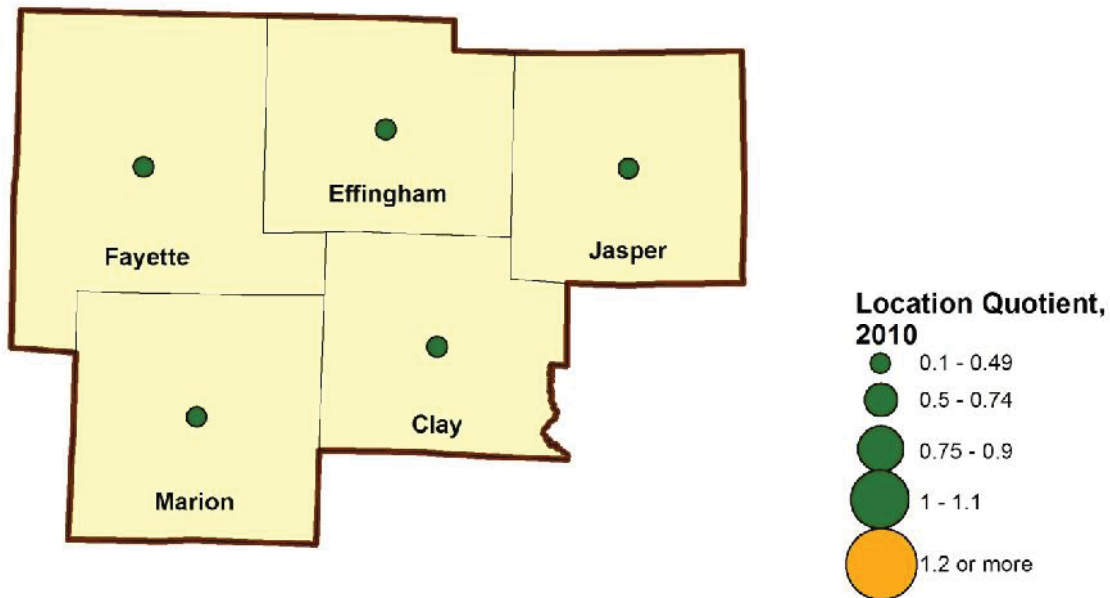 Effingham
Jasper
Fayette
Clay
Marion
Location Quotient,
2010
0.1 - 0.49
0.5 - 0.74
0.75 - 0.9
1 - 1.1
1.2 or more